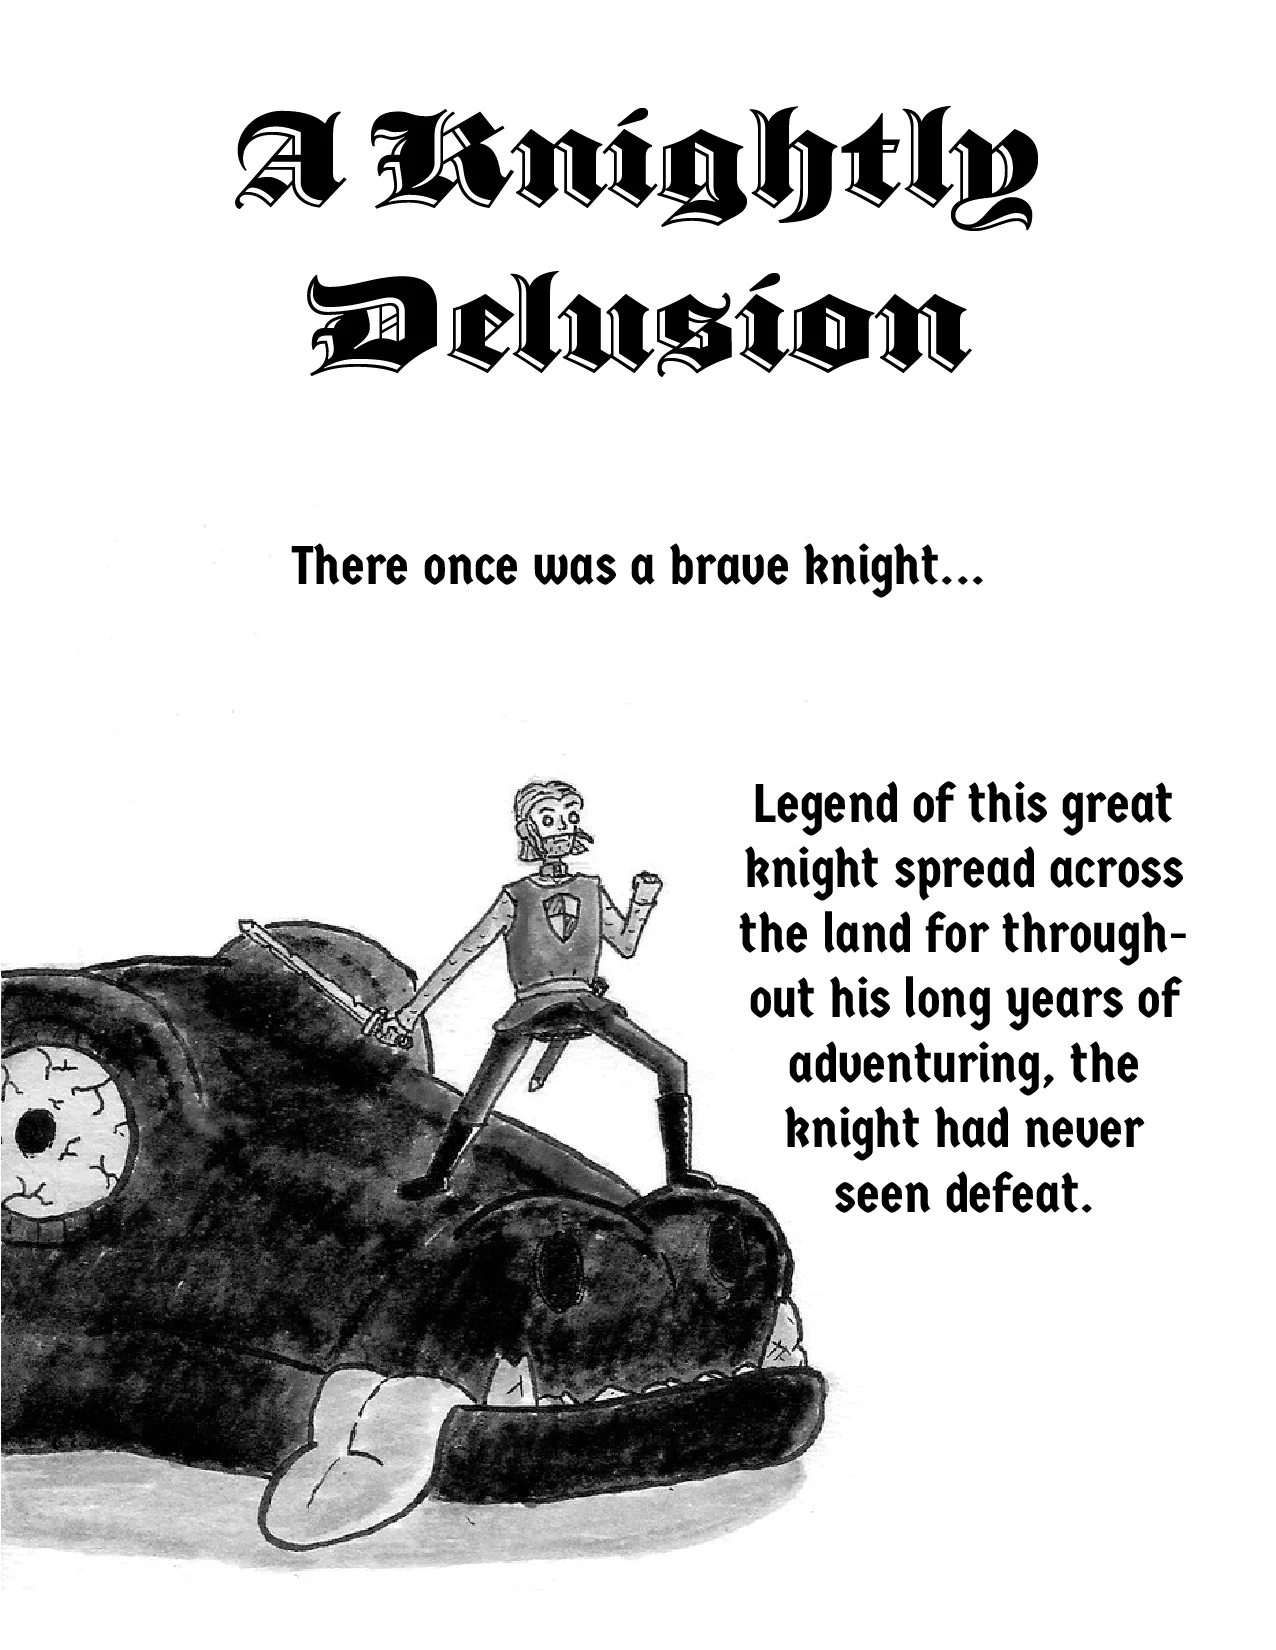 A Knightly
Delusion
There once was a brave knight...
Legend of this great
knight spread across
the land for through-
out his long years of
adventuring, the
knight had never
seen defeat.